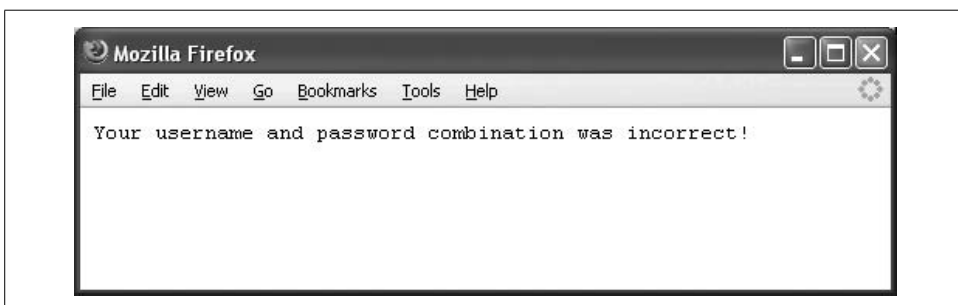 Mozilla Firefox
File Edit View Go Bookmarks Tools Help
Your username and password combination was incorrect!